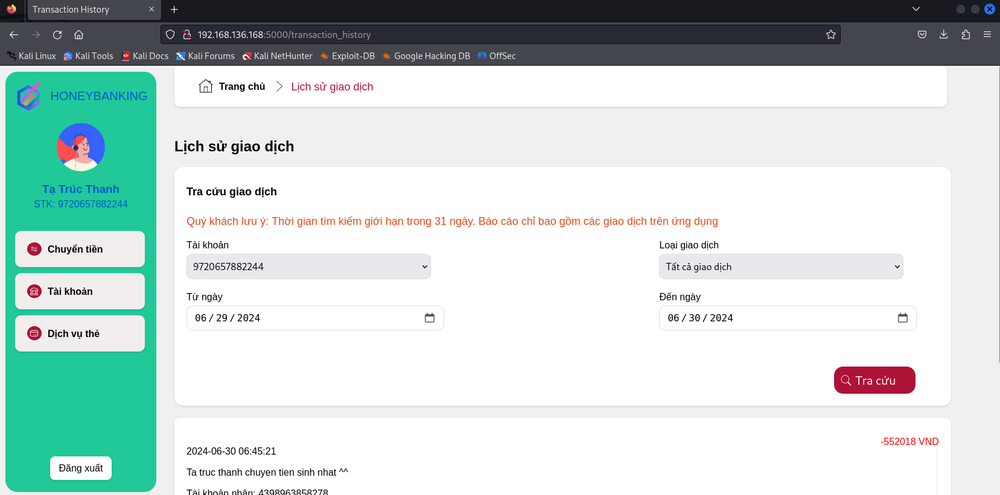 Transaction History
192.168.136.168:5000/transaction_history
Kali Linux Kali Tools Kali Docs Kali Forums Kali NetHunter Exploit-DB Google Hacking DB OffSec
HONEYBANKING
Tạ Trúc Thanh
STK: 9720657882244
Chuyển tiền
Tài khoản
Dịch vụ thẻ
Đăng xuất
Trang chủ Lịch sử giao dịch
Lịch sử giao dịch
Tra cứu giao dịch
Quý khách lưu ý: Thời gian tìm kiếm giới hạn trong 31 ngày. Báo cáo chỉ bao gồm các giao dịch trên ứng dụng
Tài khoản
9720657882244
Loại giao dịch
Tất cả giao dịch
Từ ngày
06/29/2024
Đến ngày
06/30/2024
Tra cứu
-552018 VND
2024-06-30 06:45:21
Ta truc thanh chuyen tien sinh nhat ^^
Tài khoản nhận: 4398963858278